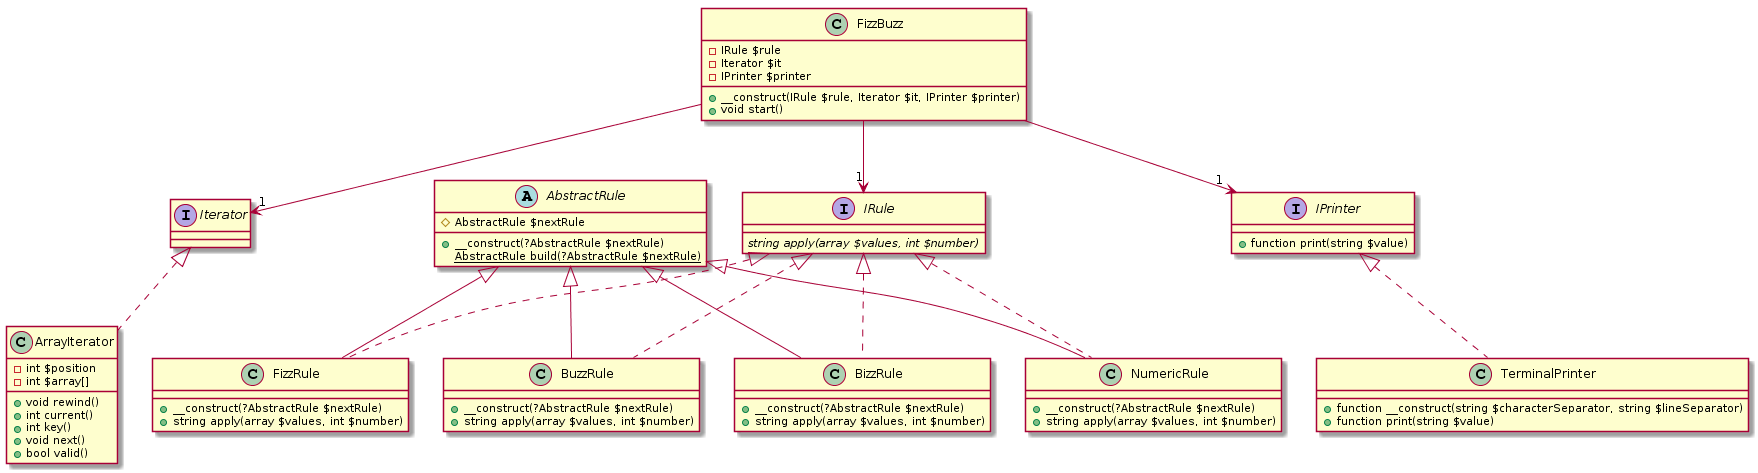 C FizzBuzz
IRule $rule
Iterator $it
IPrinter $printer
__construct(IRule $rule, Iterator $it, IPrinter $printer)
void start()
1
1
1
I Iterator
A AbstractRule
AbstractRule $nextRule
__construct(?AbstractRule $nextRule)
AbstractRule build(?AbstractRule $nextRule)
I IRule
string apply(array $values, int $number)
I IPrinter
function print(string $value)
C ArrayIterator
int $position
int $array[]
void rewind()
int current()
int key()
void next()
bool valid()
C FizzRule
__construct(?AbstractRule $nextRule)
string apply(array $values, int $number)
C BuzzRule
__construct(?AbstractRule $nextRule)
string apply(array $values, int $number)
C BizzRule
__construct(?AbstractRule $nextRule)
string apply(array $values, int $number)
C NumericRule
__construct(?AbstractRule $nextRule)
string apply(array $values, int $number)
C TerminalPrinter
function __construct(string $characterSeparator, string $lineSeparator)
function print(string $value)